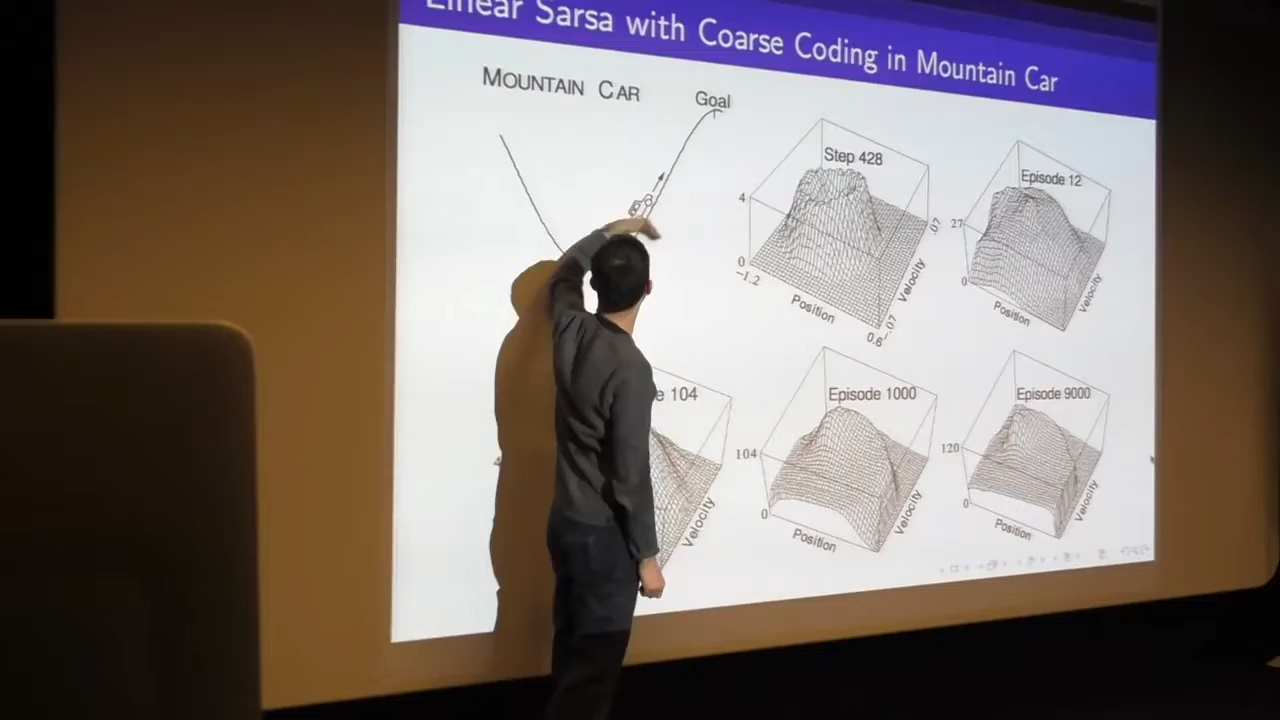 Linear Sarsa with Coarse Coding in Mountain Car
MOUNTAIN CAR
Goal
Step 428
4
0
-1.2
Position
0.6
-.07
Velocity
.07
Episode 12
27
0
Position
Velocity
e 104
Velocity
Episode 1000
104
0
Position
Velocity
Episode 9000
120
0
Position
Velocity